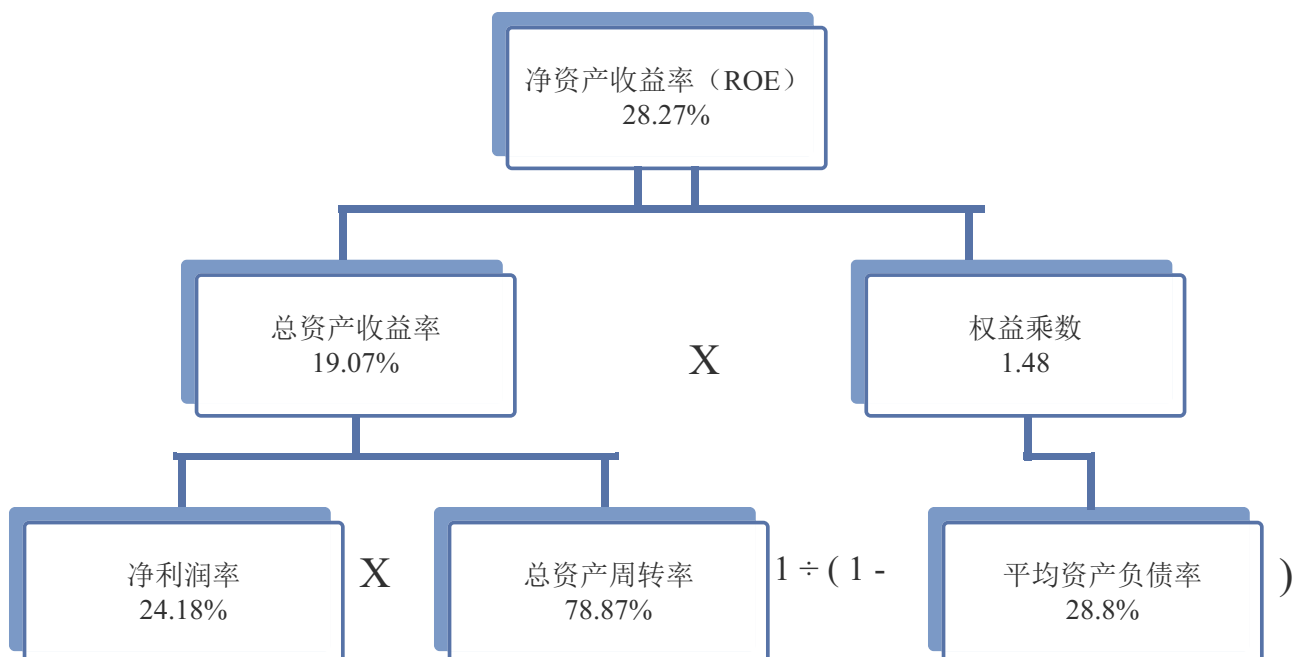 净资产收益率（ROE）
28.27%
总资产收益率
19.07%
X
权益乘数
1.48
净利润率
24.18%
X
总资产周转率
78.87%
1 ÷ ( 1 -
平均资产负债率
28.8%
)